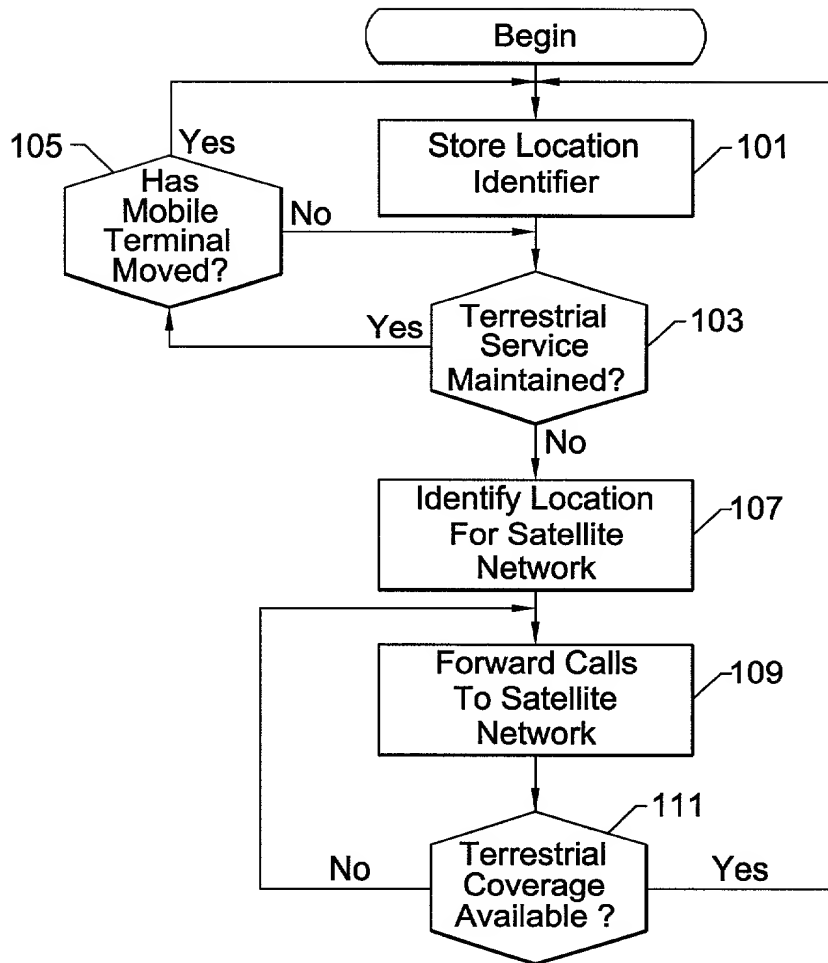 Begin
Yes
105
Has
Mobile
Terminal
Moved?
No
Store Location
Identifier
101
Yes
Terrestrial
Service
Maintained?
103
No
Identify Location
For Satellite
Network
107
Forward Calls
To Satellite
Network
109
111
No
Terrestrial
Coverage
Available ?
Yes